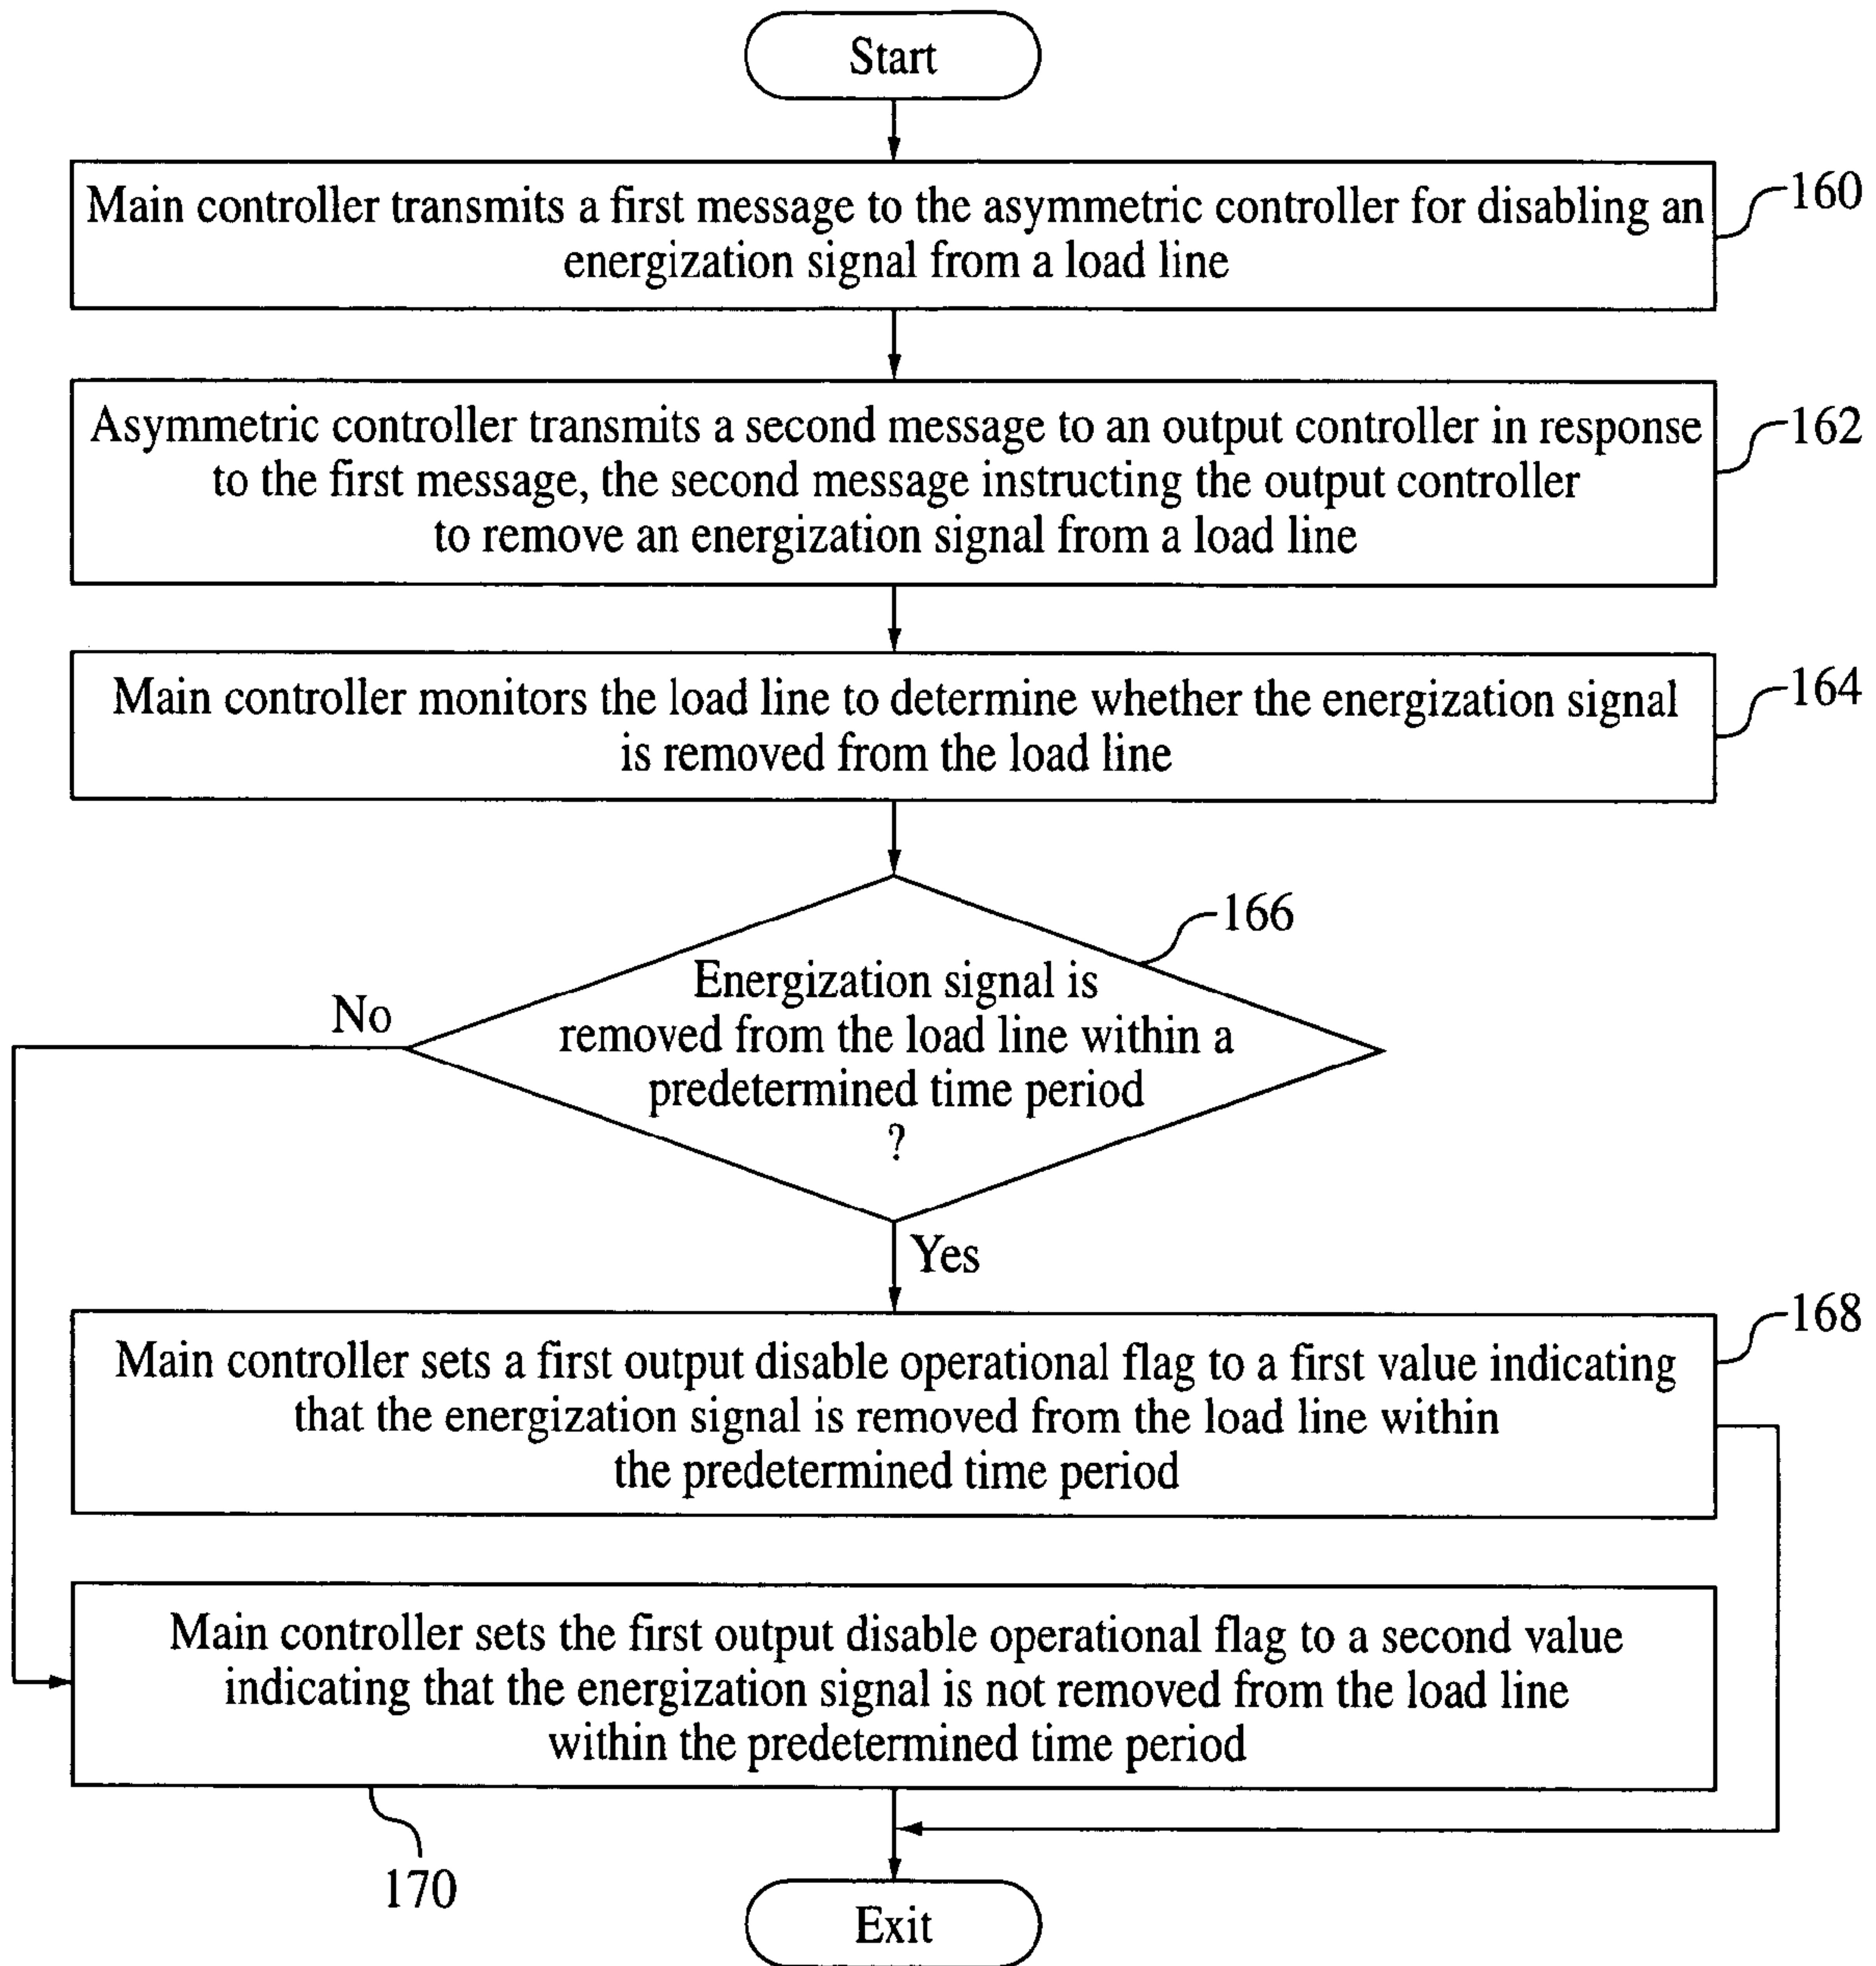 Start
Main controller transmits a first message to the asymmetric controller for disabling an
energization signal from a load line
160
Asymmetric controller transmits a second message to an output controller in response
to the first message, the second message instructing the output controller
to remove an energization signal from a load line
162
Main controller monitors the load line to determine whether the energization signal
is removed from the load line
164
166
Energization signal is
removed from the load line within a
predetermined time period
?
No
Yes
Main controller sets a first output disable operational flag to a first value indicating
that the energization signal is removed from the load line within
the predetermined time period
168
Main controller sets the first output disable operational flag to a second value
indicating that the energization signal is not removed from the load line
within the predetermined time period
170
Exit